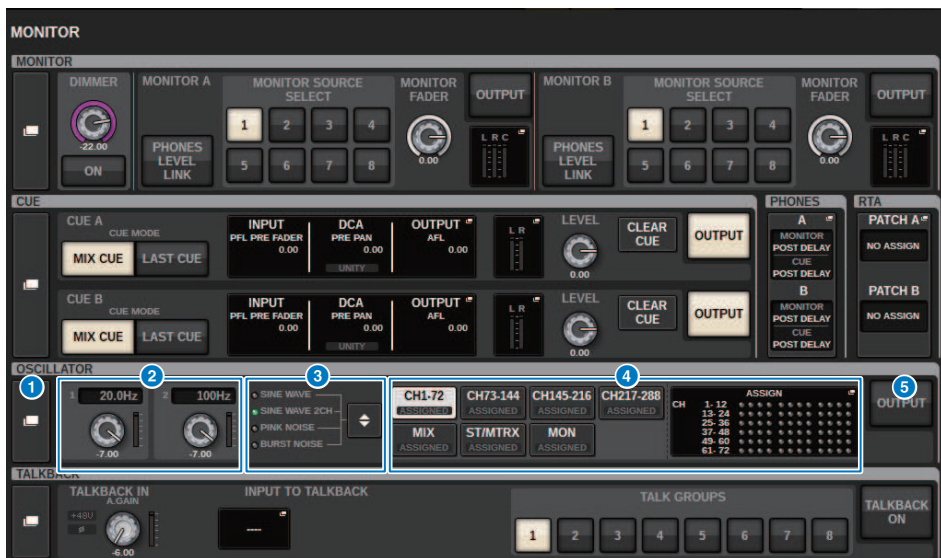 MONITOR
MONITOR
DIMMER
-22.00
ON
MONITOR A
PHONES LEVEL LINK
MONITOR SOURCE SELECT
1 2 3 4
5 6 7 8
MONITOR FADER
0.00
OUTPUT
L R C
MONITOR B
PHONES LEVEL LINK
MONITOR SOURCE SELECT
1 2 3 4
5 6 7 8
MONITOR FADER
0.00
OUTPUT
L R C
CUE
CUE A
CUE MODE
MIX CUE LAST CUE
INPUT
PFL PRE FADER
0.00
DCA
PRE PAN
0.00
UNITY
OUTPUT
AFL
0.00
L R
LEVEL
0.00
CLEAR CUE
OUTPUT
CUE B
CUE MODE
MIX CUE LAST CUE
INPUT
PFL PRE FADER
0.00
DCA
PRE PAN
0.00
UNITY
OUTPUT
AFL
0.00
L R
LEVEL
0.00
CLEAR CUE
OUTPUT
PHONES
A
MONITOR
POST DELAY
CUE
POST DELAY
B
MONITOR
POST DELAY
CUE
POST DELAY
RTA
PATCH A
NO ASSIGN
PATCH B
NO ASSIGN
OSCILLATOR
1
2
1 20.0Hz
-7.00
2 100Hz
-7.00
3
SINE WAVE
SINE WAVE 2CH
PINK NOISE
BURST NOISE
4
CH1-72
ASSIGNED
CH73-144
ASSIGNED
CH145-216
ASSIGNED
CH217-288
ASSIGNED
MIX
ASSIGNED
ST/MTRX
ASSIGNED
MON
ASSIGNED
ASSIGN
CH 1- 12
13- 24
25- 36
37- 48
49- 60
61- 72
5
OUTPUT
TALKBACK
TALKBACK IN
A.GAIN
+48V
Ø
-6.00
INPUT TO TALKBACK
----
TALK GROUPS
1 2 3 4 5 6 7 8
TALKBACK ON